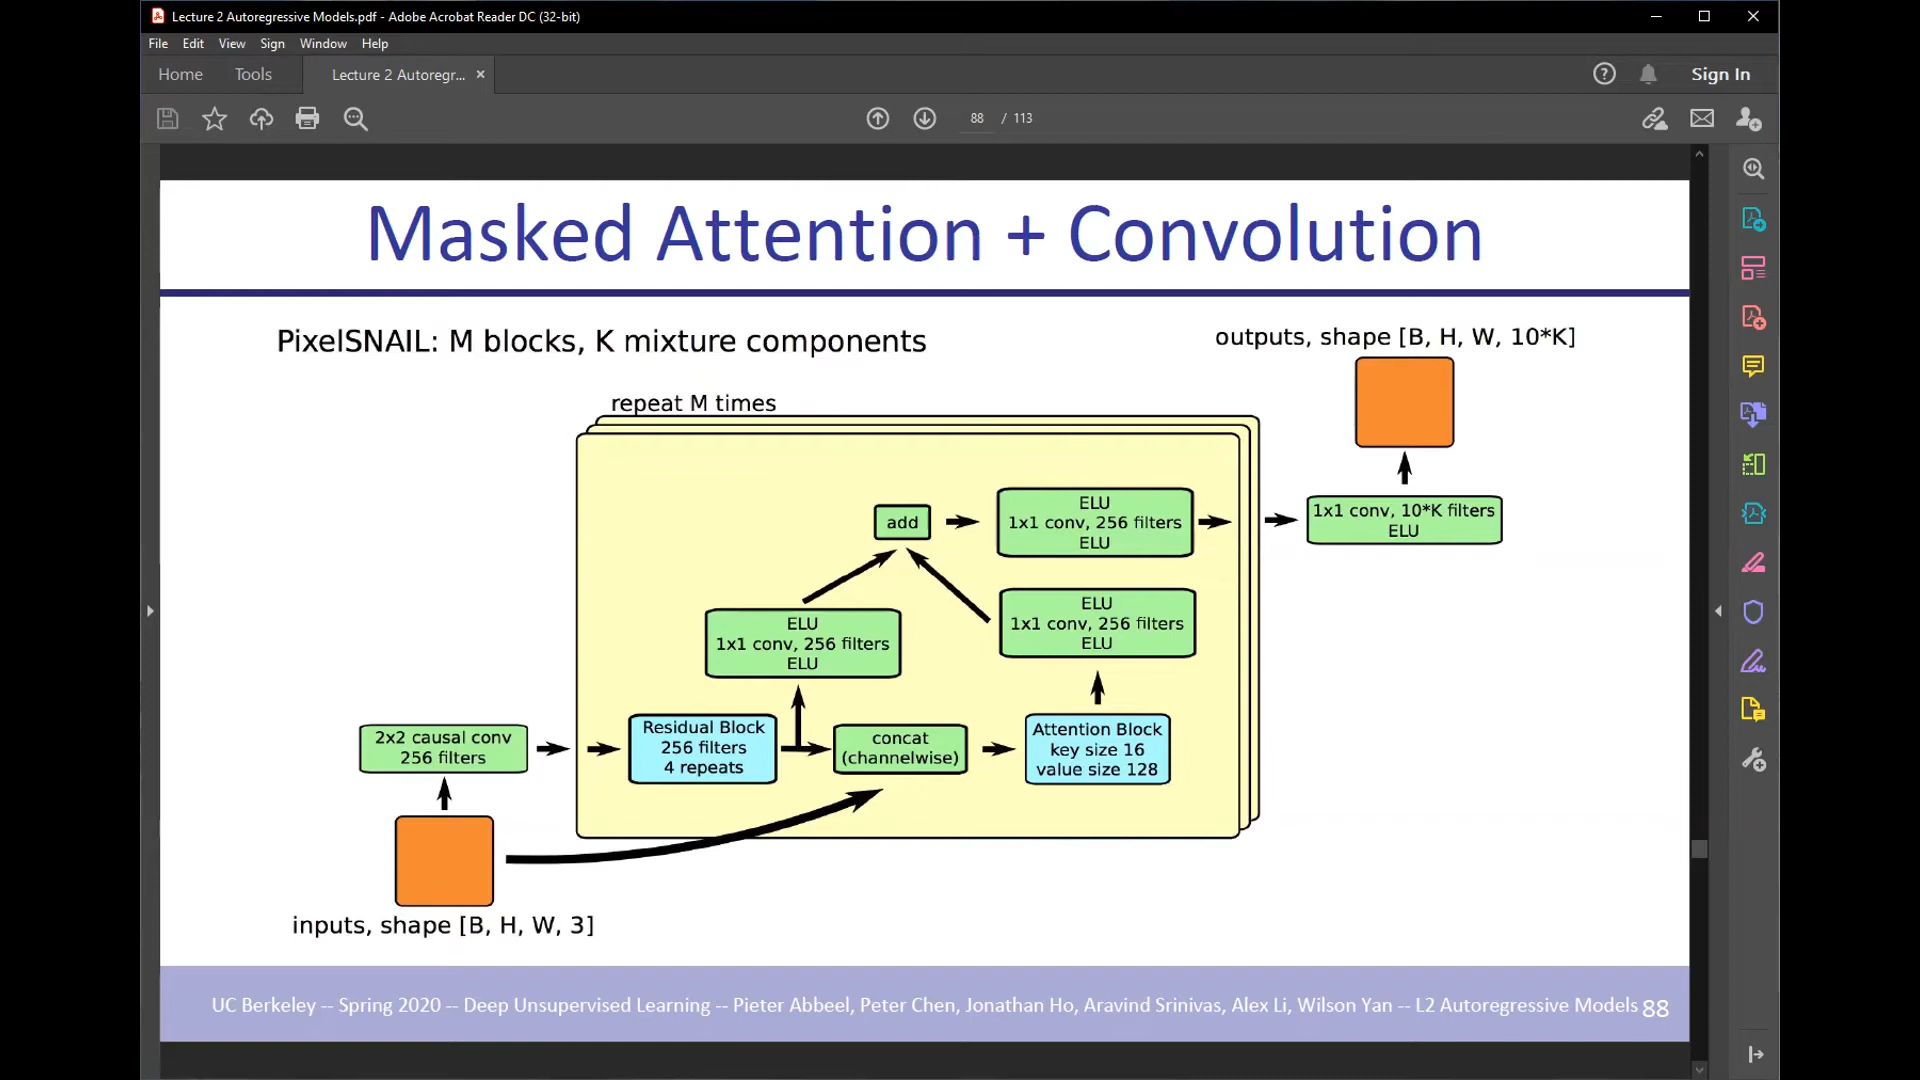 Lecture 2 Autoregressive Models.pdf - Adobe Acrobat Reader DC (32-bit)
File Edit View Sign Window Help
Home Tools Lecture 2 Autoregr... Sign In
88 / 113
Masked Attention + Convolution
PixelSNAIL: M blocks, K mixture components
outputs, shape [B, H, W, 10*K]
repeat M times
add
ELU
1x1 conv, 256 filters
ELU
1x1 conv, 10*K filters
ELU
ELU
1x1 conv, 256 filters
ELU
ELU
1x1 conv, 256 filters
ELU
2x2 causal conv
256 filters
Residual Block
256 filters
4 repeats
concat
(channelwise)
Attention Block
key size 16
value size 128
inputs, shape [B, H, W, 3]
UC Berkeley -- Spring 2020 -- Deep Unsupervised Learning -- Pieter Abbeel, Peter Chen, Jonathan Ho, Aravind Srinivas, Alex Li, Wilson Yan -- L2 Autoregressive Models 88